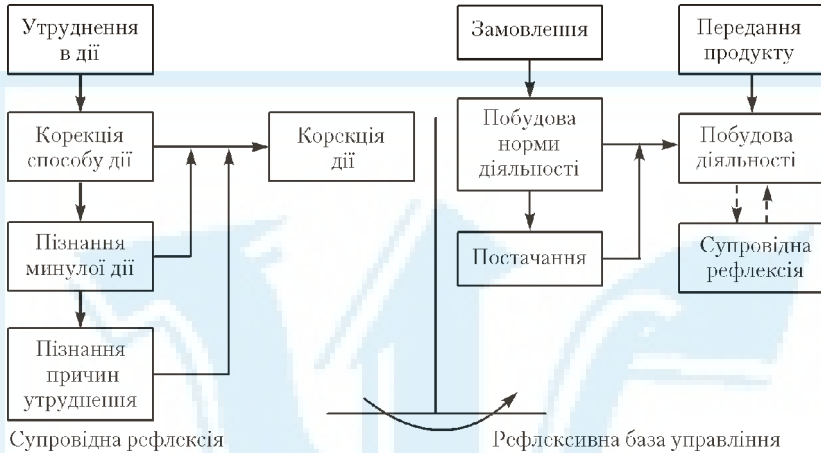 Утруднення
в дії
Корекція
способу дії
Пізнання
минулої дії
Пізнання
причин
утруднення
Корекція
дії
Супровідна рефлексія
Замовлення
Побудова
норми
діяльності
Постачання
Передання
продукту
Побудова
діяльності
Супровідна
рефлексія
Рефлексивна база управління